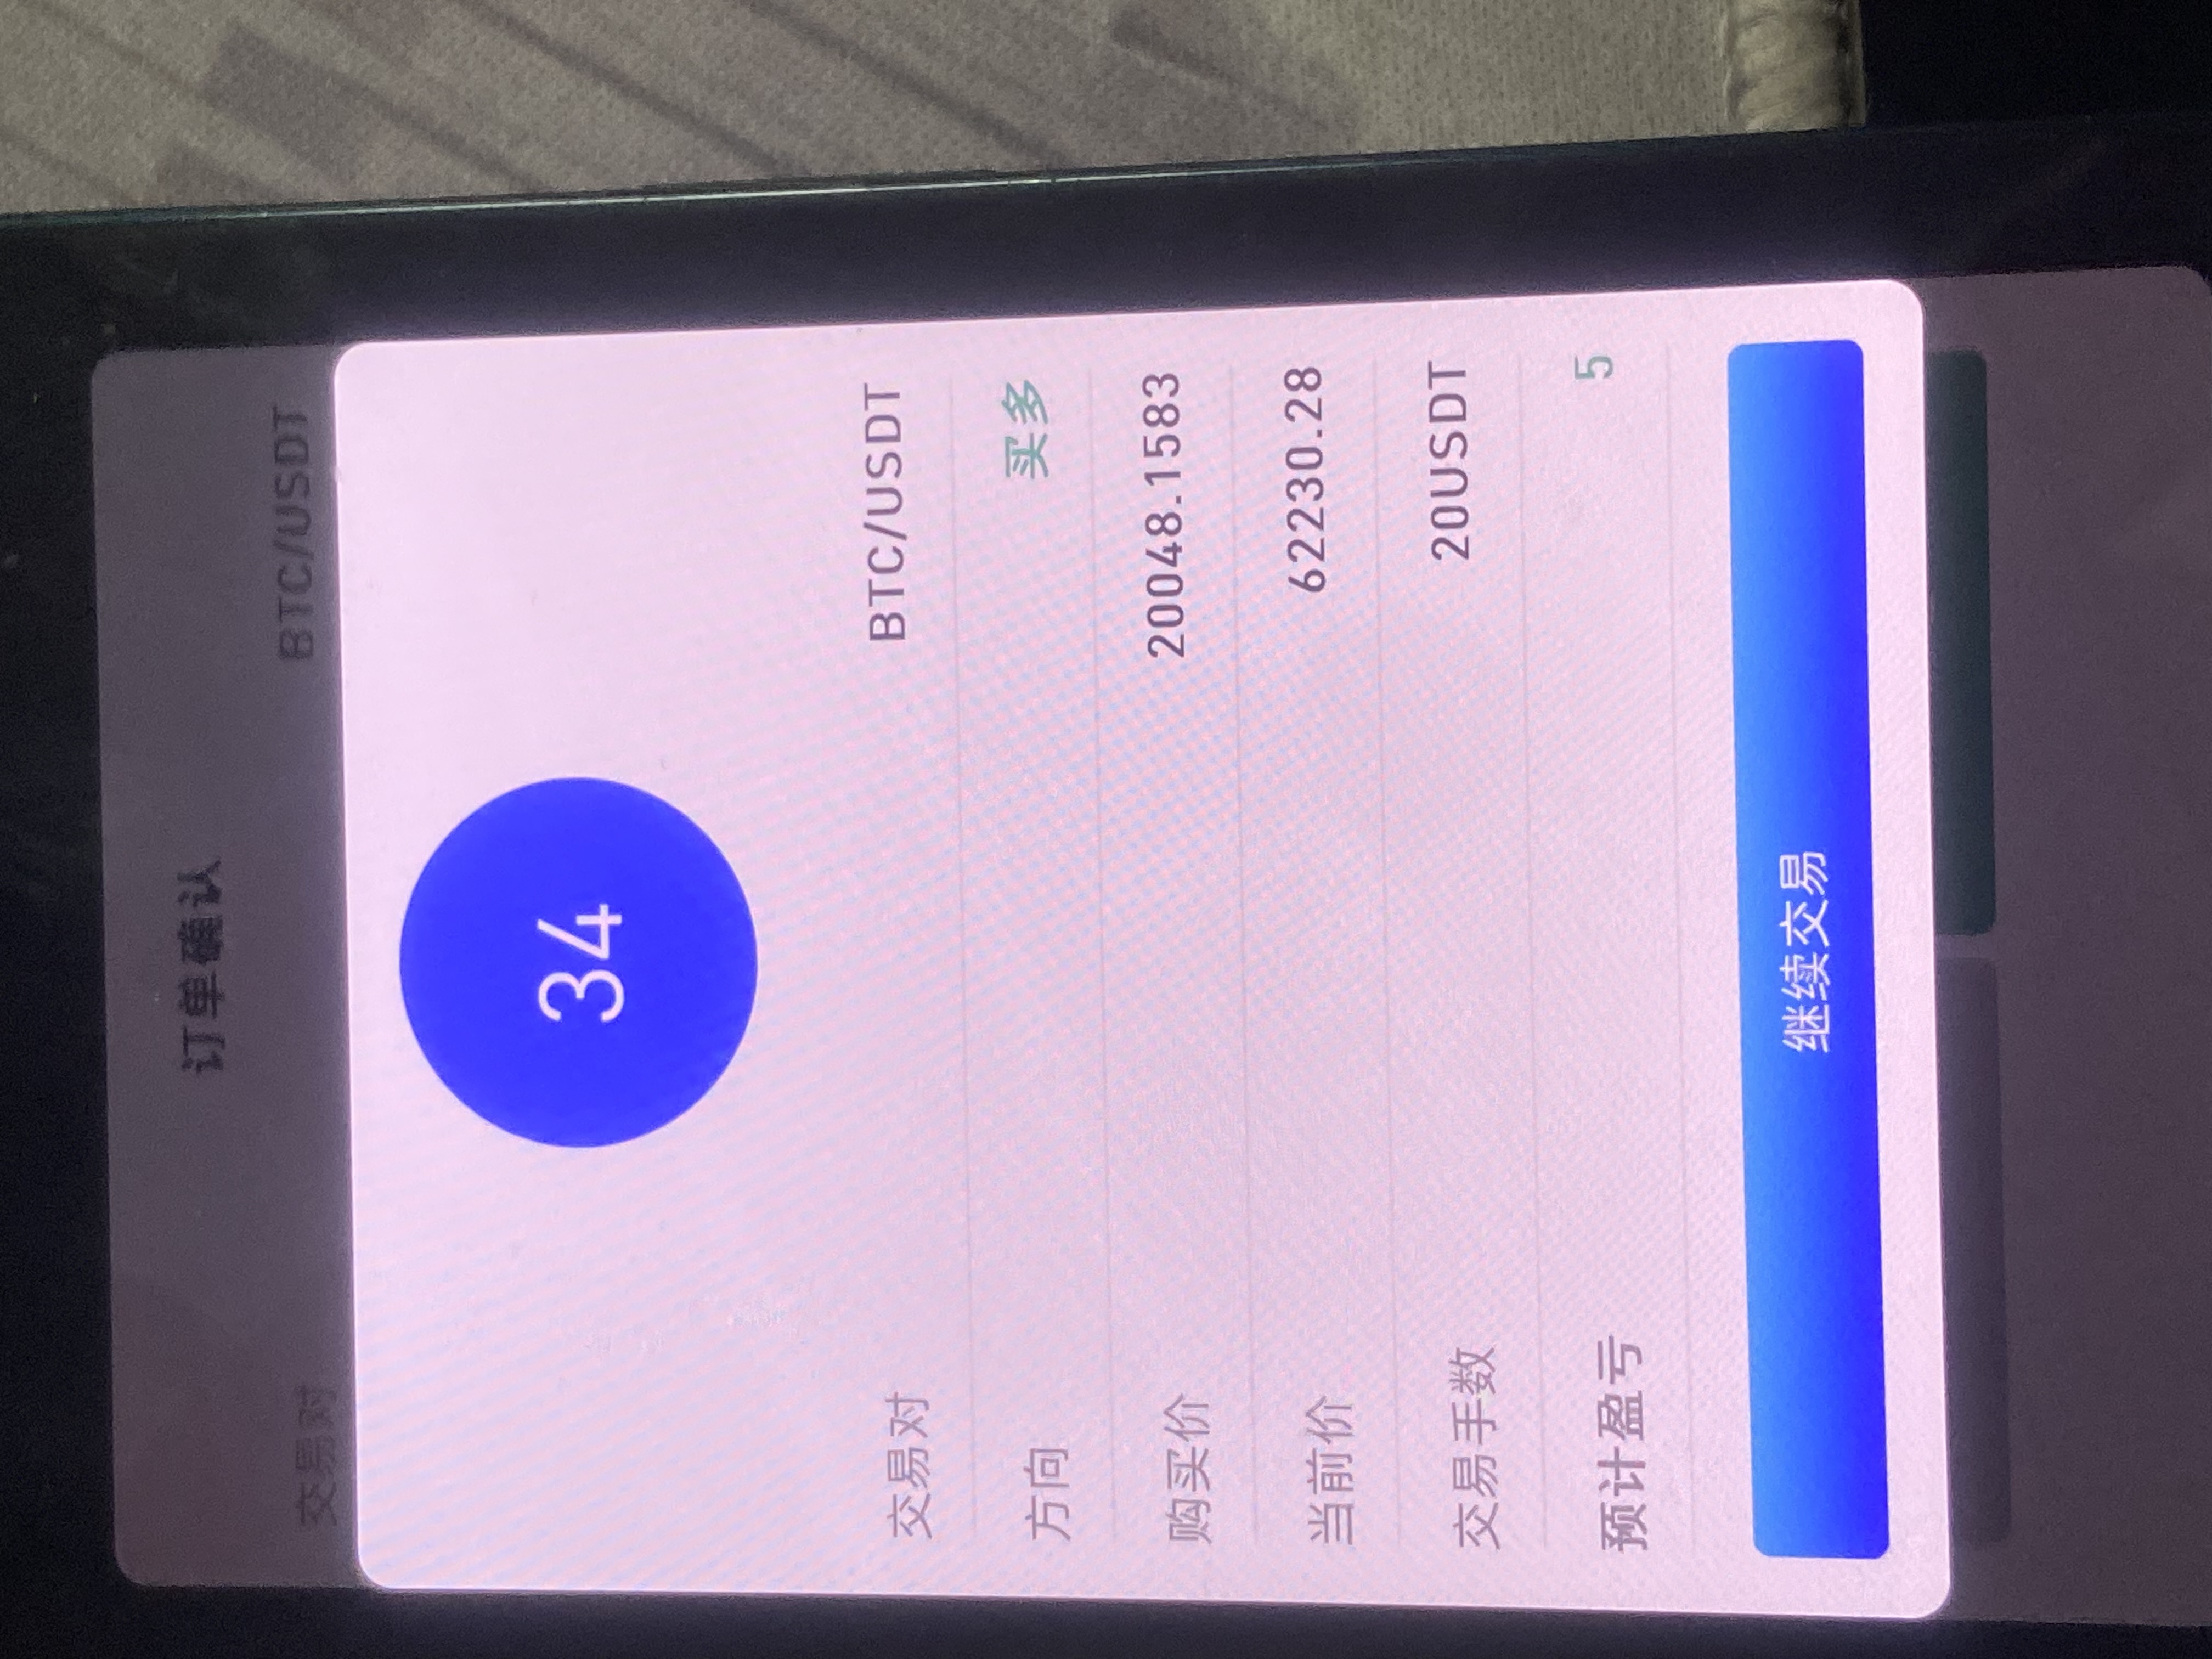 订单确认
交易对 BTC/USDT
34
交易对 BTC/USDT
方向 买多
购买价 20048.1583
当前价 62230.28
交易手数 20USDT
预计盈亏 5
继续交易